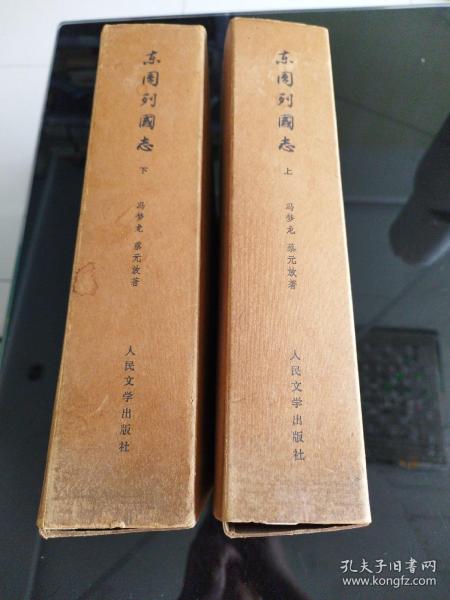 东周列國志
下
冯梦龙 蔡元放著
人民文学出版社
东周列國志
上
冯梦龙 蔡元放著
人民文学出版社
孔夫子旧书网
www.kongfz.com